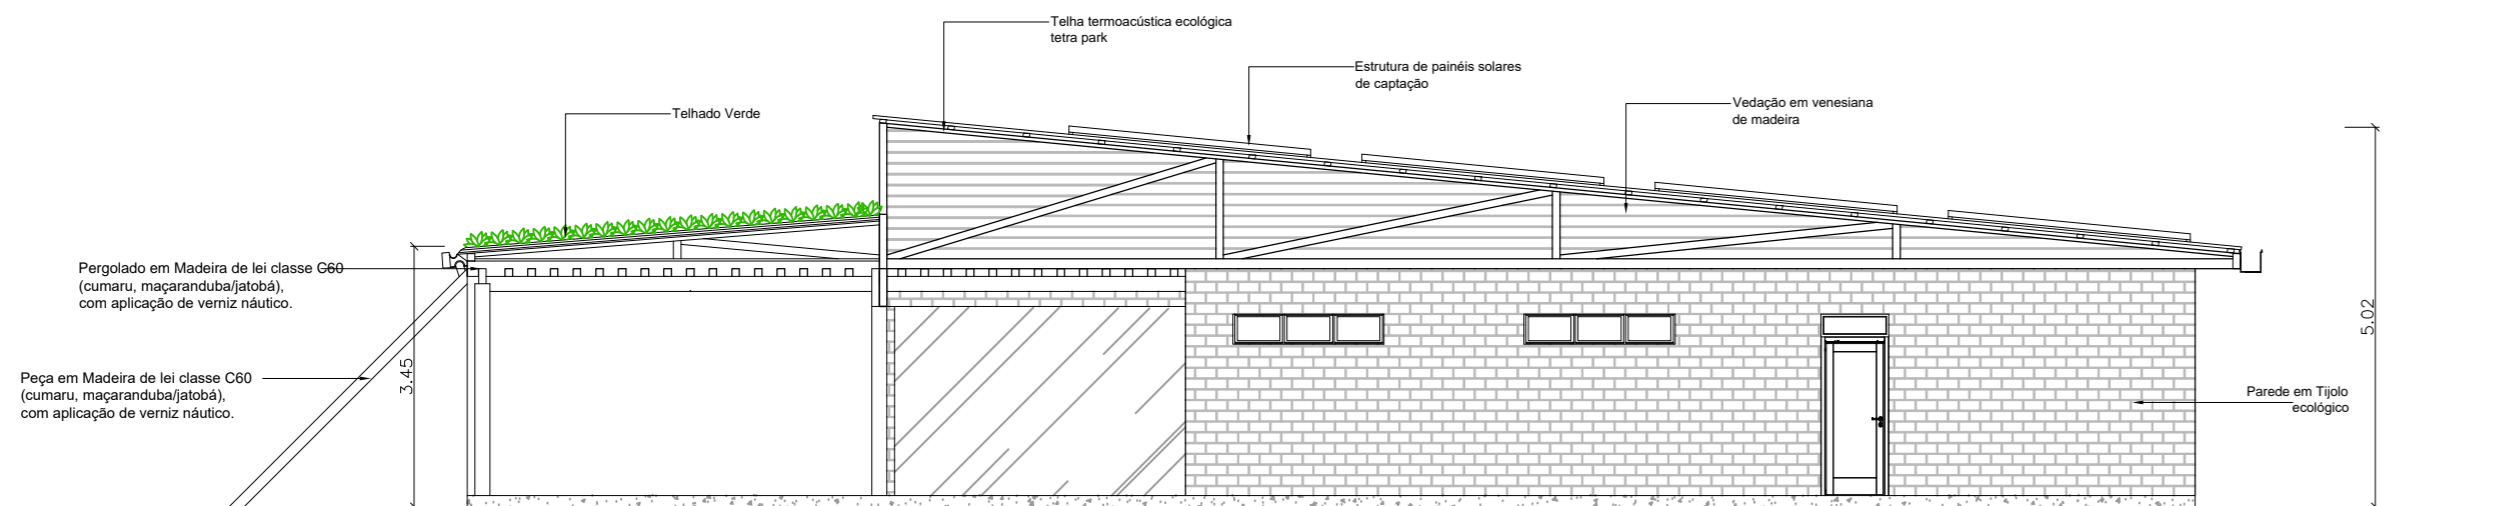 Telha termoacústica ecológica
tetra park
Estrutura de painéis solares
de captação
Vedação em venesiana
de madeira
Telhado Verde
Pergolado em Madeira de lei classe C60
(cumaru, maçaranduba/jatobá),
com aplicação de verniz náutico.
Peça em Madeira de lei classe C60
(cumaru, maçaranduba/jatobá),
com aplicação de verniz náutico.
3.45
5.02
Parede em Tijolo
ecológico